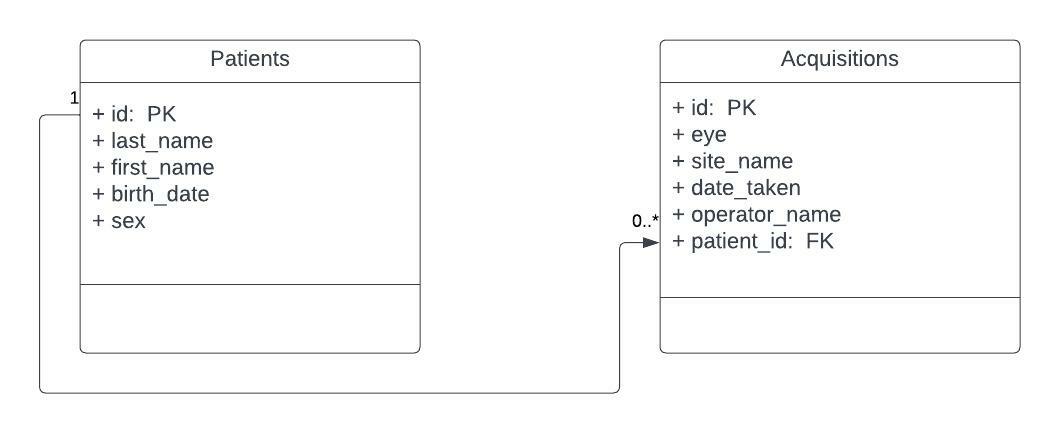 Patients
1
+ id:  PK
+ last_name
+ first_name
+ birth_date
+ sex
Acquisitions
+ id:  PK
+ eye
+ site_name
+ date_taken
+ operator_name
0..*
+ patient_id:  FK